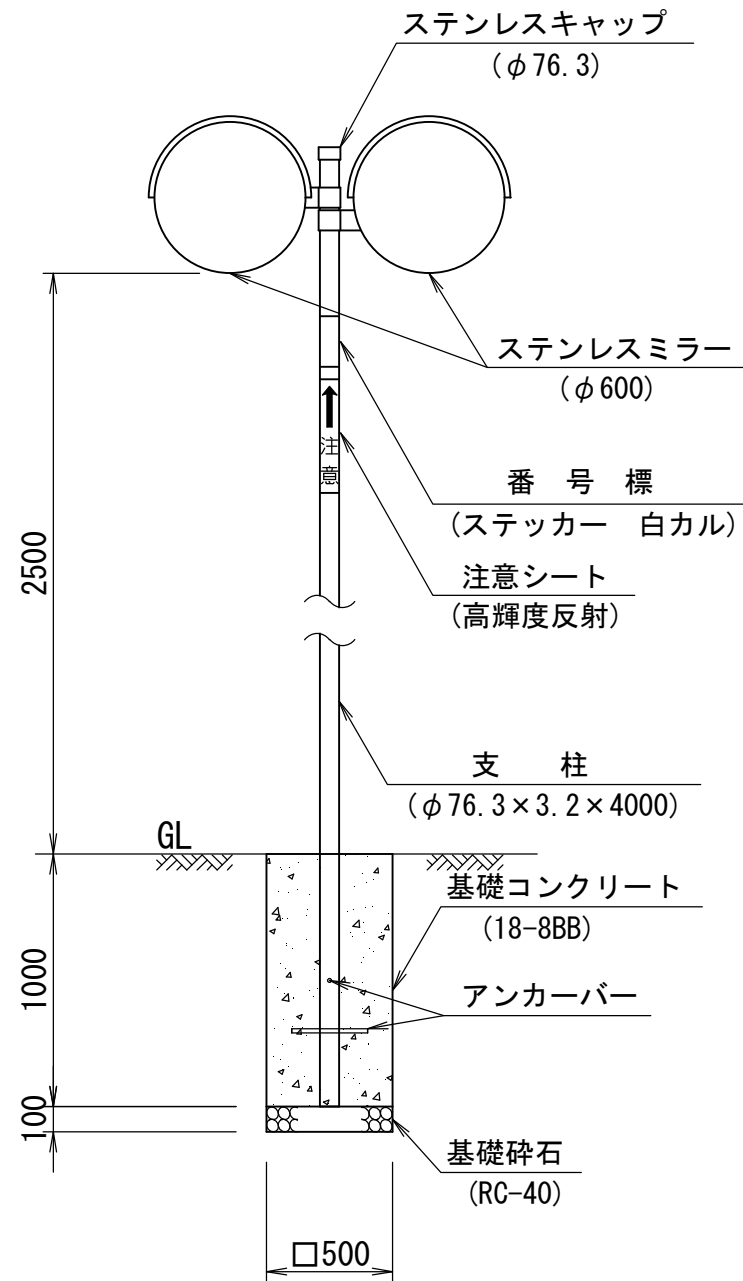 ステンレスキャップ
(φ76.3)
ステンレスミラー
(φ600)
注意
番　号　標
(ステッカー　白カル)
注意シート
(高輝度反射)
2500
支　　柱
(φ76.3×3.2×4000)
GL
基礎コンクリート
(18-8BB)
1000
アンカーバー
100
基礎砕石
(RC-40)
□500